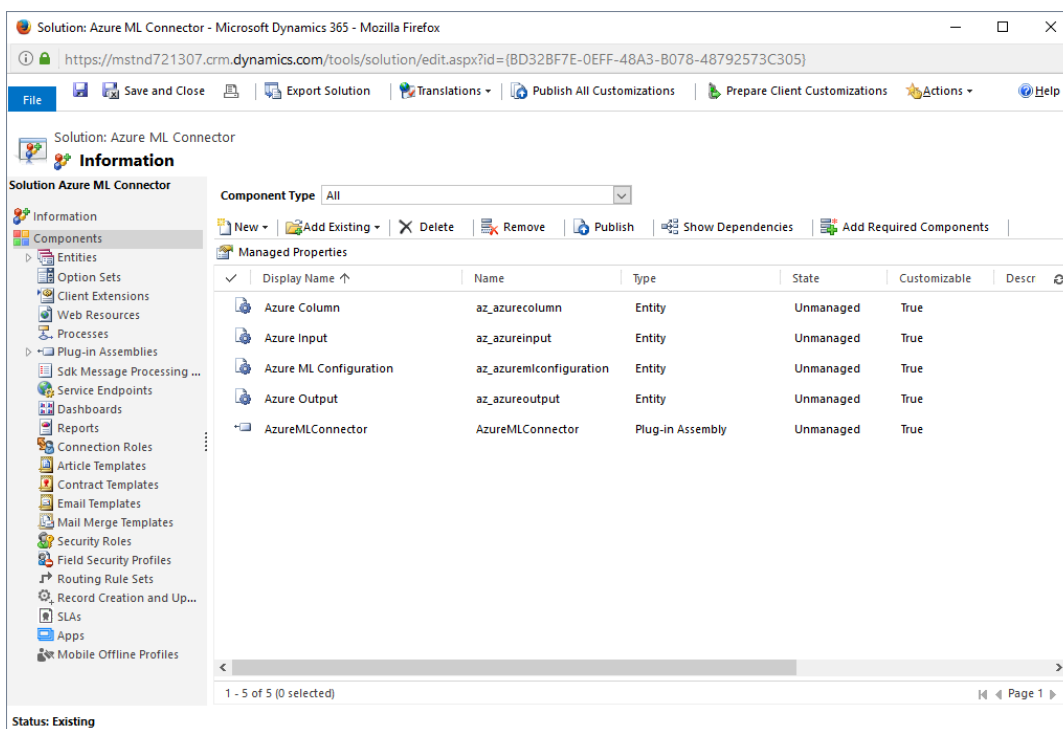 Solution: Azure ML Connector - Microsoft Dynamics 365 - Mozilla Firefox
https://mstnd721307.crm.dynamics.com/tools/solution/edit.aspx?id={BD32BF7E-0EFF-48A3-B078-48792573C305}
File Save and Close Export Solution Translations Publish All Customizations Prepare Client Customizations Actions Help
Solution: Azure ML Connector
Information
Solution Azure ML Connector
Information
Components
Entities
Option Sets
Client Extensions
Web Resources
Processes
Plug-in Assemblies
Sdk Message Processing ...
Service Endpoints
Dashboards
Reports
Connection Roles
Article Templates
Contract Templates
Email Templates
Mail Merge Templates
Security Roles
Field Security Profiles
Routing Rule Sets
Record Creation and Up...
SLAs
Apps
Mobile Offline Profiles
Component Type All
New Add Existing Delete Remove Publish Show Dependencies Add Required Components
Managed Properties
Display Name Name Type State Customizable Descr
Azure Column az_azurecolumn Entity Unmanaged True
Azure Input az_azureinput Entity Unmanaged True
Azure ML Configuration az_azuremlconfiguration Entity Unmanaged True
Azure Output az_azureoutput Entity Unmanaged True
AzureMLConnector AzureMLConnector Plug-in Assembly Unmanaged True
1 - 5 of 5 (0 selected) Page 1
Status: Existing